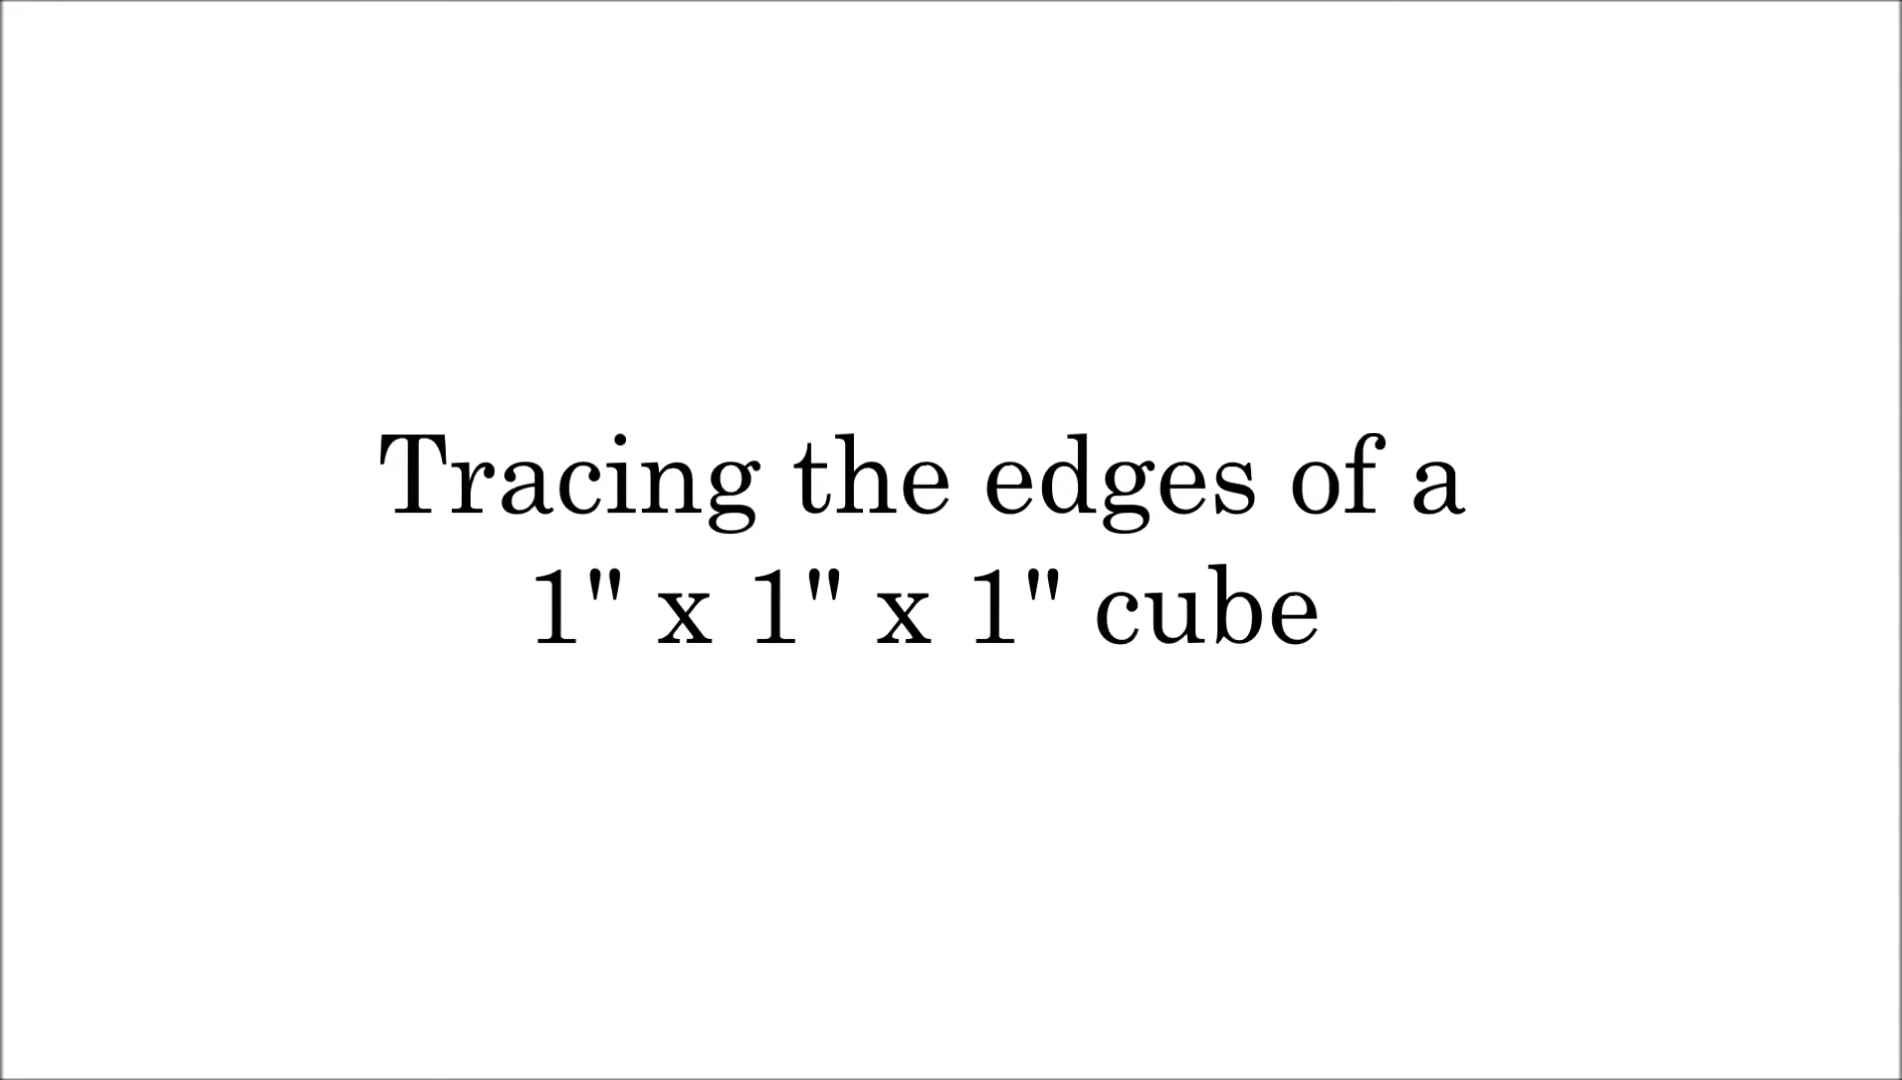 Tracing the edges of a
1" x 1" x 1" cube